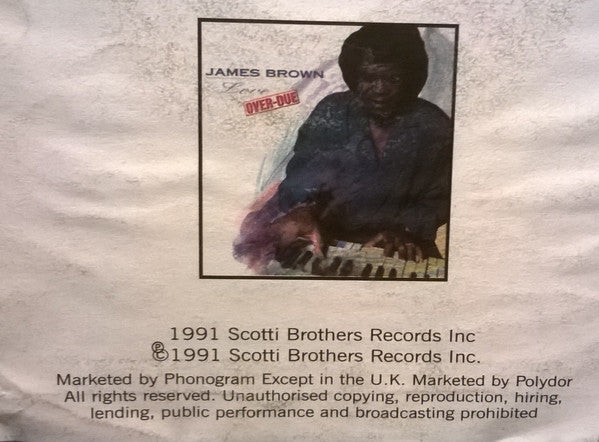 JAMES BROWN
Love
OVER-DUE
1991 Scotti Brothers Records Inc
℗©1991 Scotti Brothers Records Inc.
Marketed by Phonogram Except in the U.K. Marketed by Polydor
All rights reserved. Unauthorised copying, reproduction, hiring,
lending, public performance and broadcasting prohibited